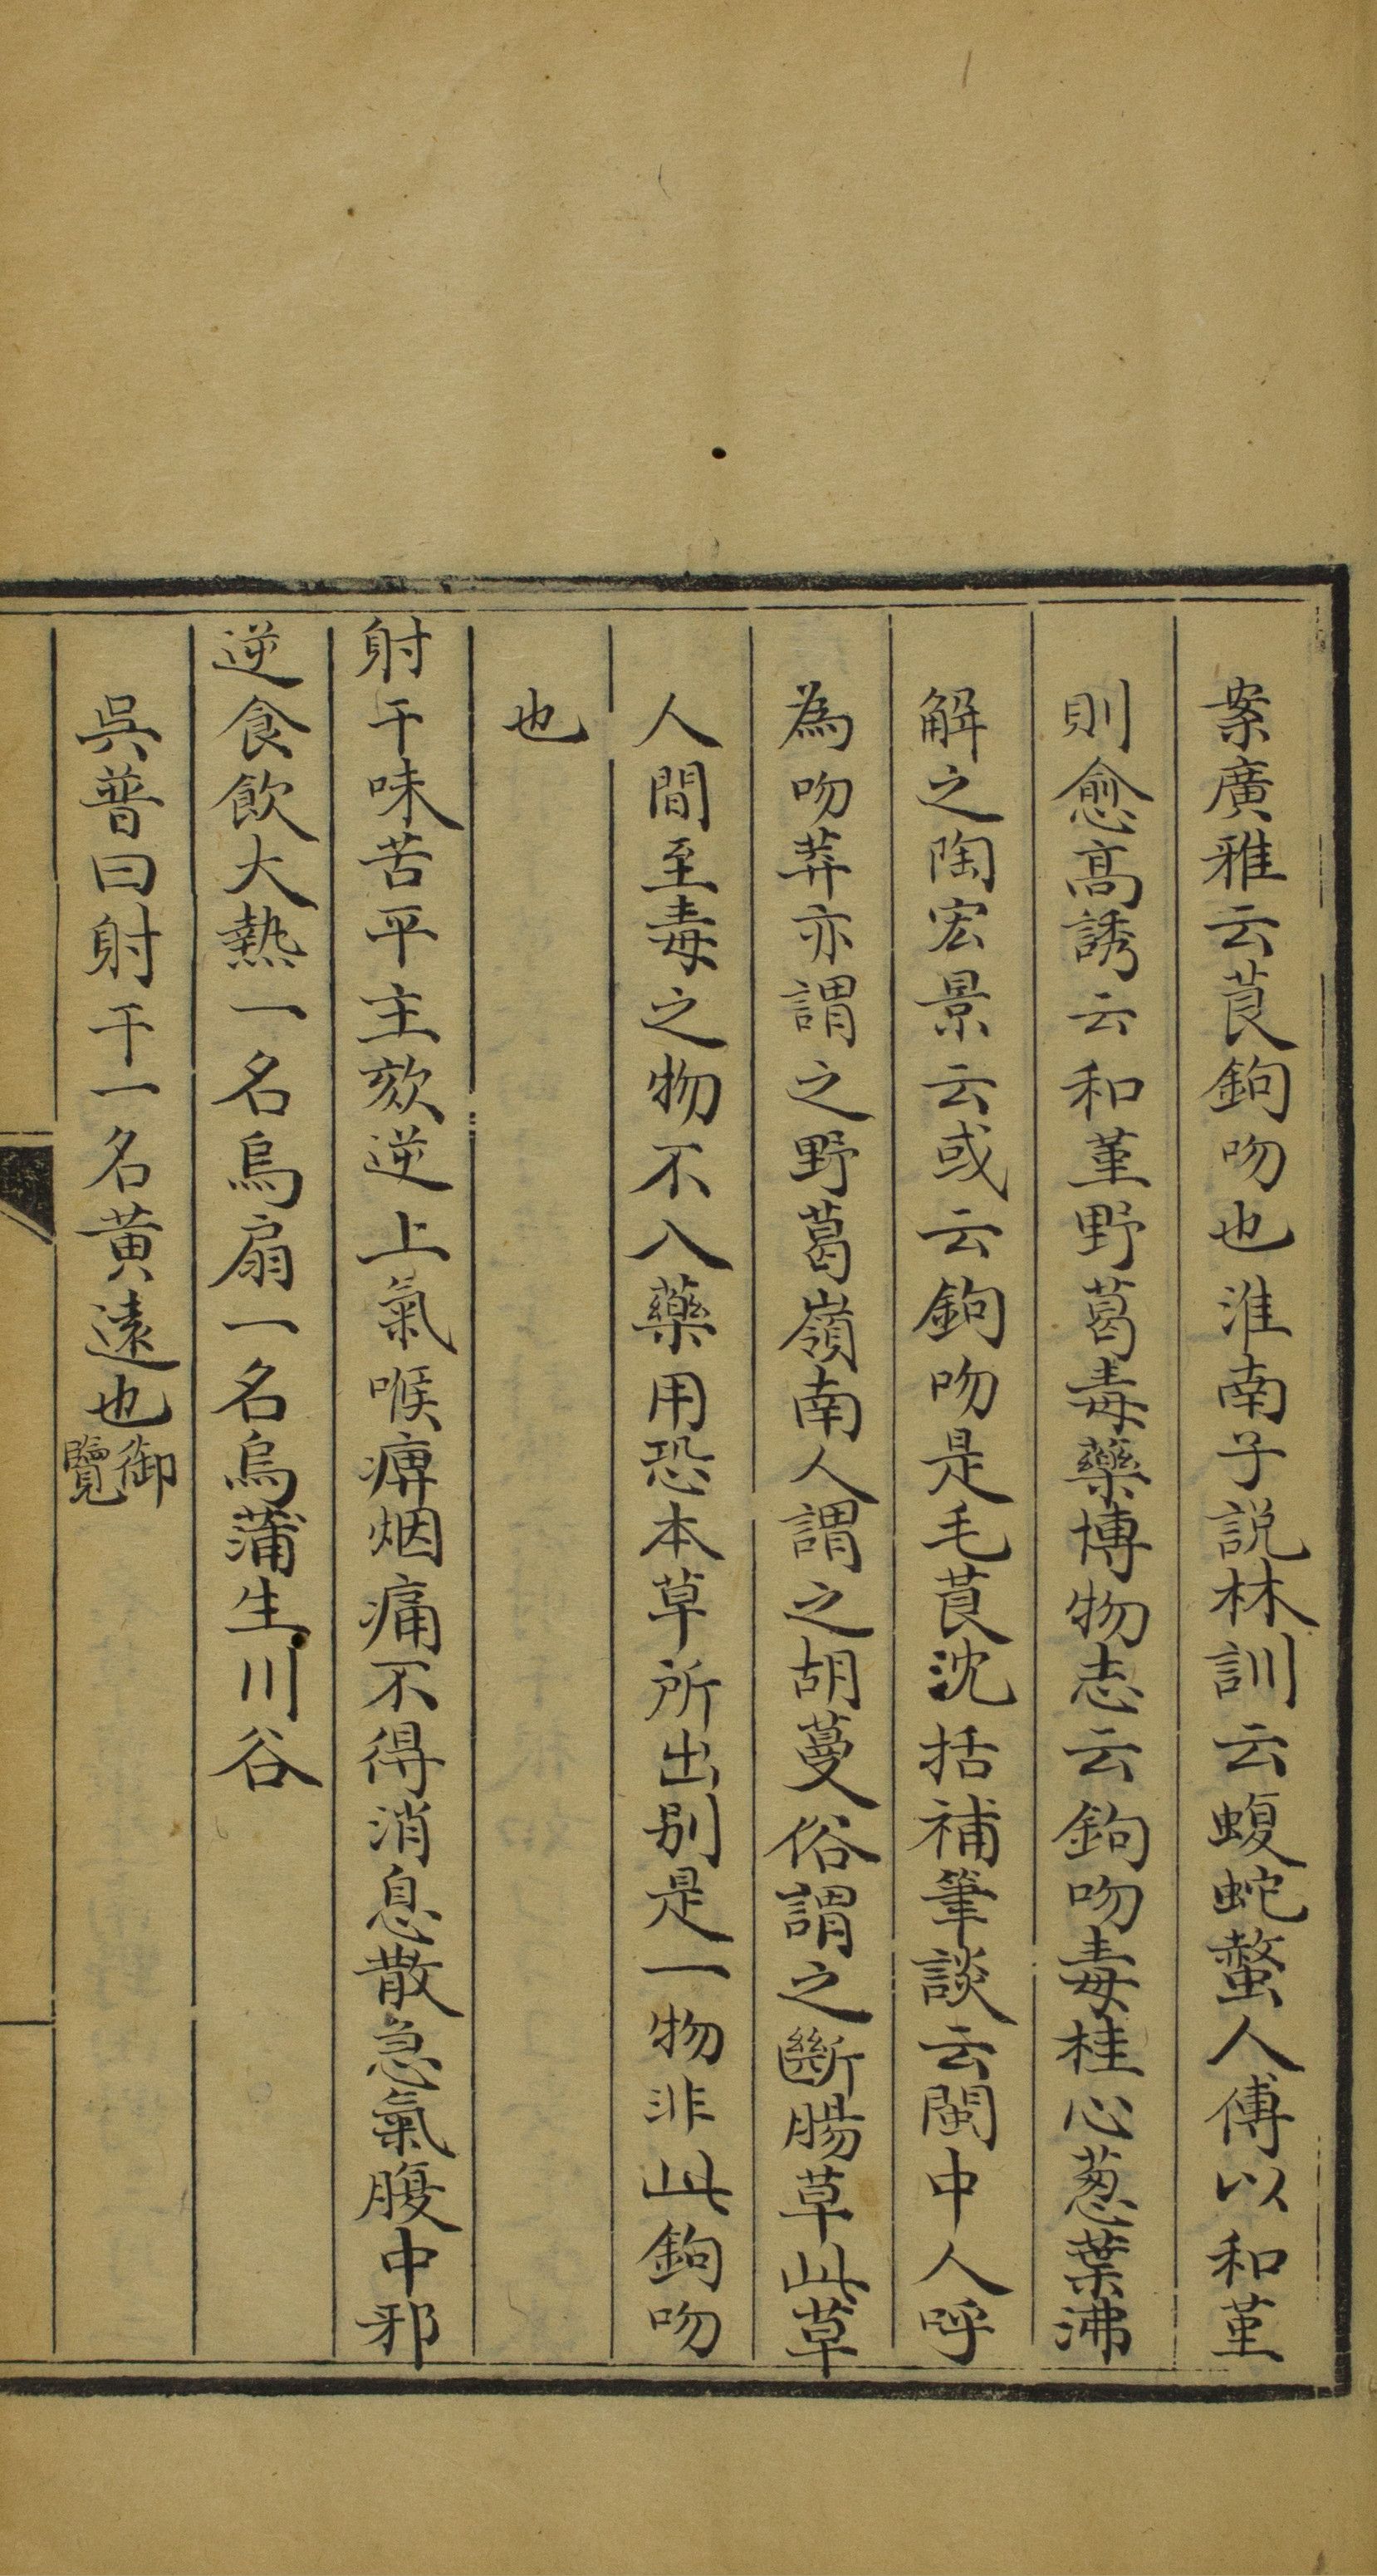 案廣雅云莨鉤吻也淮南子説林訓云蝮蛇螫人傅以和堇
則愈高誘云和堇野葛毒藥博物志云鉤吻毒桂心葱葉沸
解之陶宏景云或云鉤吻是毛莨沈括補筆談云閩中人呼
為吻莽亦謂之野葛嶺南人謂之胡蔓俗謂之斷腸草此草
人間至毒之物不入藥用恐本草所出别是一物非此鉤吻
也
射干味苦平主欬逆上氣喉痹烟痛不得消息散急氣腹中邪
逆食飲大熱一名烏扇一名烏蒲生川谷
吳普曰射干一名黄遠也御覽